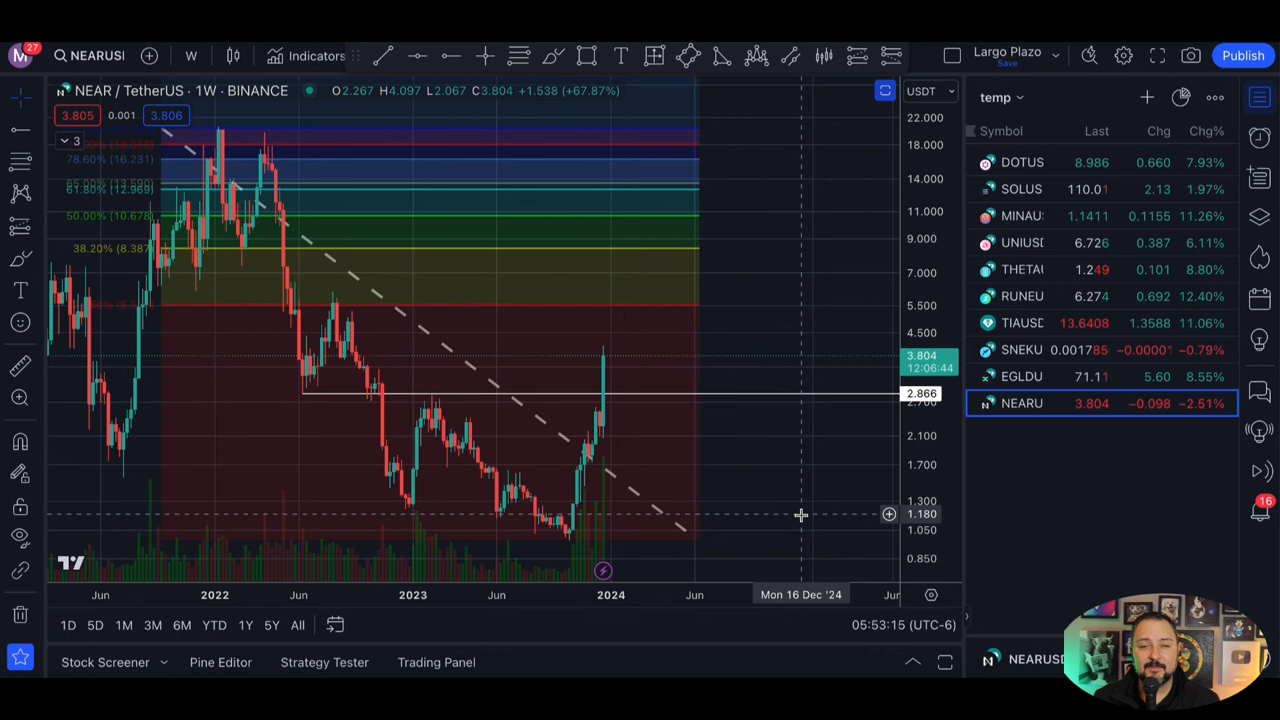 M 27 NEARUSI W Indicators Largo Plazo Save Publish
NEAR / TetherUS · 1W · BINANCE O2.267 H4.097 L2.067 C3.804 +1.538 (+67.87%) USDT
3.805 0.001 3.806
3
temp
Symbol Last Chg Chg%
DOTUS 8.986 0.660 7.93%
SOLUS 110.01 2.13 1.97%
MINAUS 1.1411 0.1155 11.26%
UNIUSD 6.726 0.387 6.11%
THETAU 1.249 0.101 8.80%
RUNEU 6.274 0.692 12.40%
TIAUSD 13.6408 1.3588 11.06%
SNEKU 0.001785 −0.00001 −0.79%
EGLDU 71.11 5.60 8.55%
NEARU 3.804 −0.098 −2.51%
78.60% (16.231)
61.80% (12.969)
50.00% (10.678)
38.20% (8.387)
22.000
18.000
14.000
11.000
9.000
7.000
5.500
4.500
3.804
12:06:44
2.866
2.700
2.100
1.700
1.300
1.180
1.050
0.850
2022 Jun 2023 Jun 2024 Jun Mon 16 Dec '24
Jun
1D 5D 1M 3M 6M YTD 1Y 5Y All 05:53:15 (UTC-6)
Stock Screener Pine Editor Strategy Tester Trading Panel
NEARUSD
16